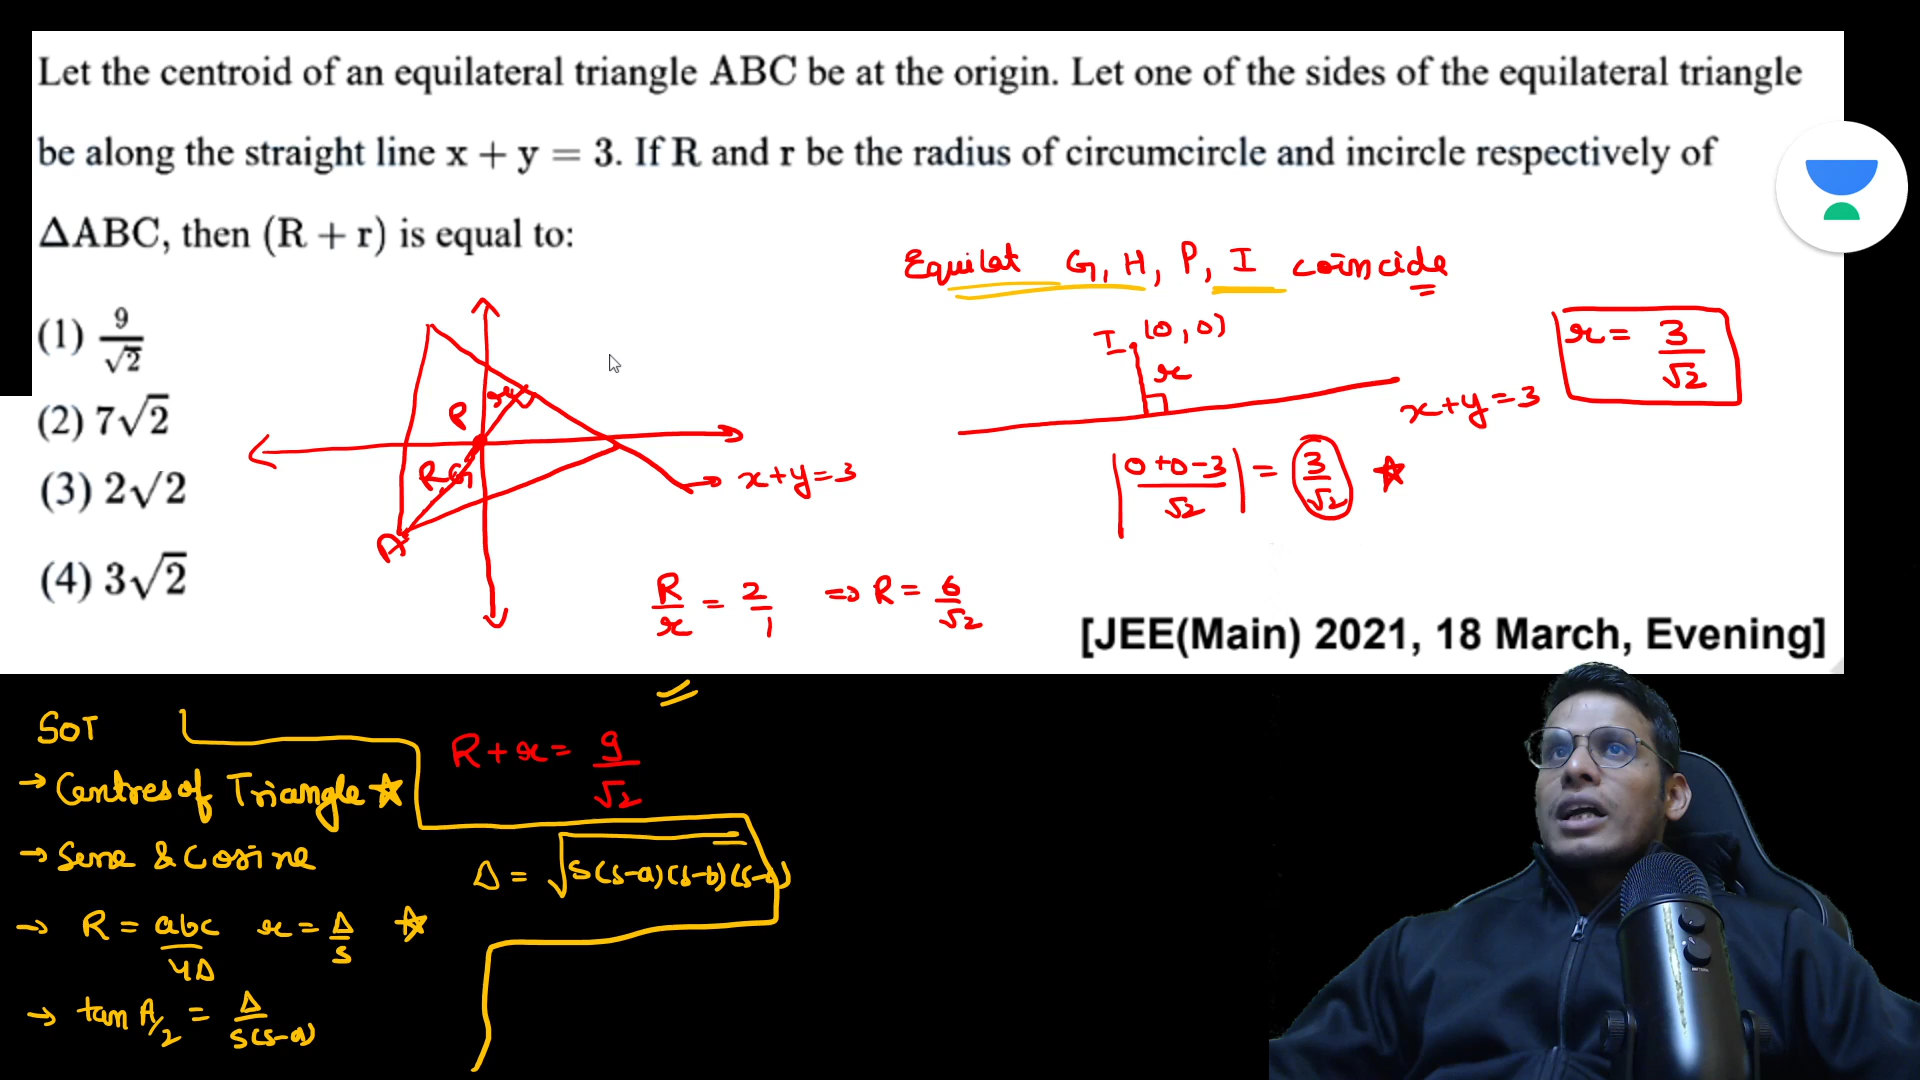 Let the centroid of an equilateral triangle ABC be at the origin. Let one of the sides of the equilateral triangle
be along the straight line x + y = 3. If R and r be the radius of circumcircle and incircle respectively of
ΔABC, then (R + r) is equal to:
(1) 9/√2
(2) 7√2
(3) 2√2
(4) 3√2
Equilat G, H, P, I coincide
I (0,0)
r
x+y=3
r = 3/√2
|0+0-3/√2| = 3/√2 ☆
P
r
R
G
A
x+y=3
R/r = 2/1 => R = 6/√2
[JEE(Main) 2021, 18 March, Evening]
SOT
→ Centres of Triangle ★
→ Sine & Cosine
→ R = abc/4Δ r = Δ/s ☆
→ tan A/2 = Δ/s(s-a)
R+r = 9/√2
Δ = √s(s-a)(s-b)(s-c)